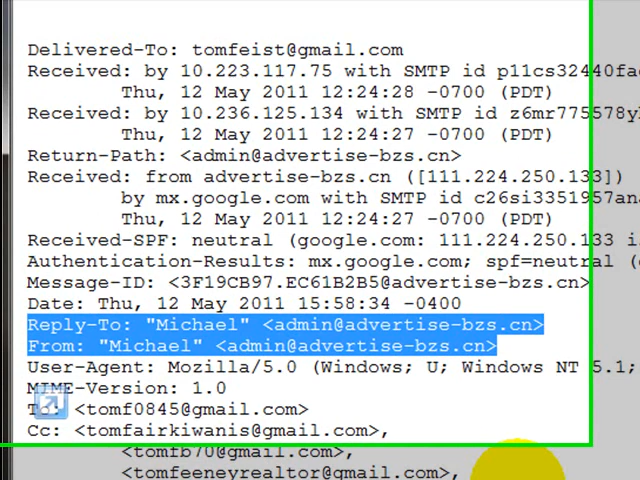 Delivered-To: tomfeist@gmail.com
Received: by 10.223.117.75 with SMTP id p11cs32440fa
Thu, 12 May 2011 12:24:28 -0700 (PDT)
Received: by 10.236.125.134 with SMTP id z6mr775578y
Thu, 12 May 2011 12:24:27 -0700 (PDT)
Return-Path: <admin@advertise-bzs.cn>
Received: from advertise-bzs.cn ([111.224.250.133])
by mx.google.com with SMTP id c26si3351957an
Thu, 12 May 2011 12:24:27 -0700 (PDT)
Received-SPF: neutral (google.com: 111.224.250.133 i
Authentication-Results: mx.google.com; spf=neutral (
Message-ID: <3F19CB97.EC61B2B5@advertise-bzs.cn>
Date: Thu, 12 May 2011 15:58:34 -0400
Reply-To: "Michael" <admin@advertise-bzs.cn>
From: "Michael" <admin@advertise-bzs.cn>
User-Agent: Mozilla/5.0 (Windows; U; Windows NT 5.1;
MIME-Version: 1.0
To: <tomf0845@gmail.com>
Cc: <tomfairkiwanis@gmail.com>,
<tomfb70@gmail.com>,
<tomfeeneyrealtor@gmail.com>,